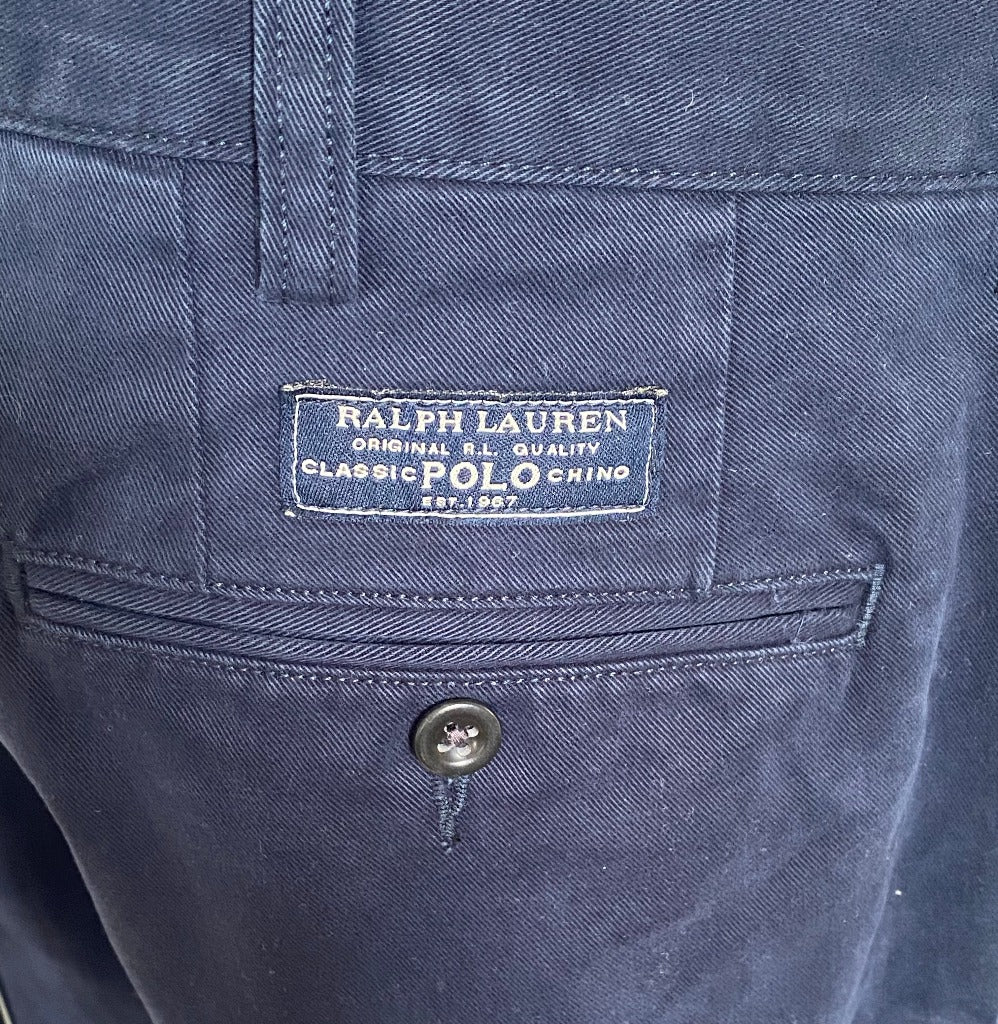 RALPH LAUREN
ORIGINAL R.L. QUALITY
CLASSIC POLO CHINO
EST. 1967